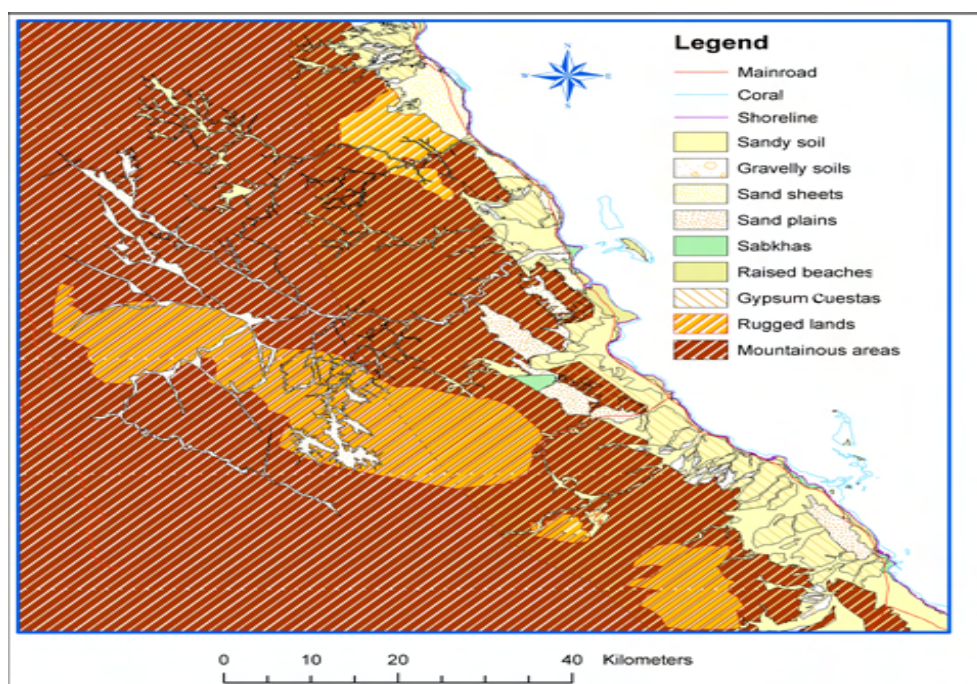 Legend
N
W
E
S
Mainroad
Coral
Shoreline
Sandy soil
Gravelly soils
Sand sheets
Sand plains
Sabkhas
Raised beaches
Gypsum Cuestas
Rugged lands
Mountainous areas
0 10 20 40 Kilometers